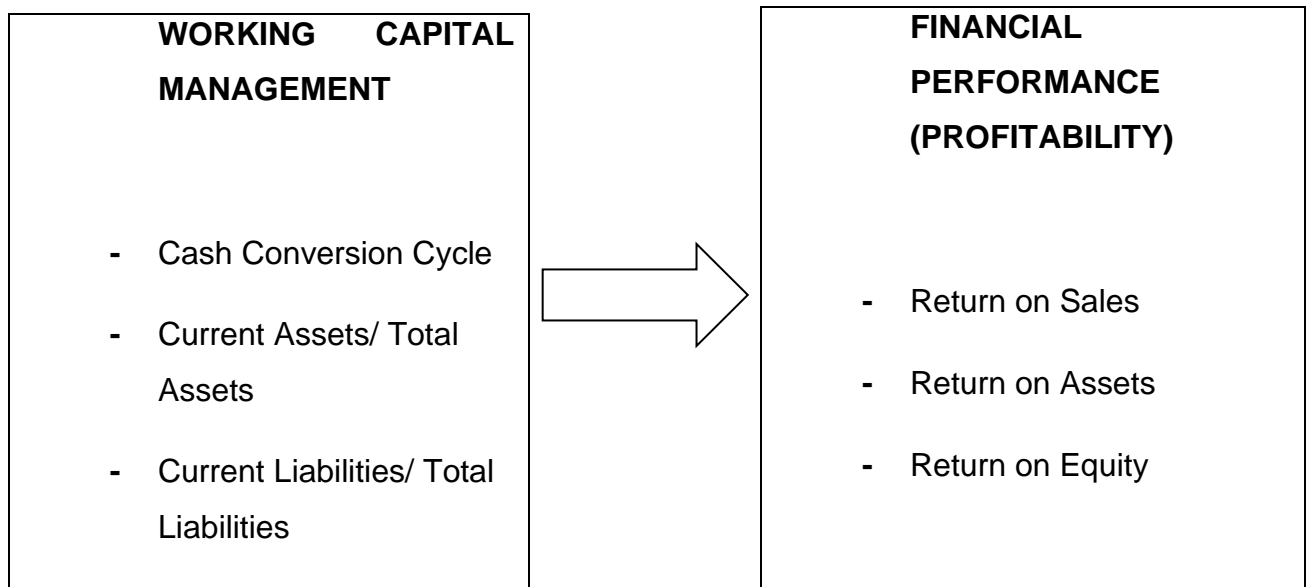 WORKING CAPITAL
MANAGEMENT
- Cash Conversion Cycle
- Current Assets/ Total
Assets
- Current Liabilities/ Total
Liabilities
FINANCIAL
PERFORMANCE
(PROFITABILITY)
- Return on Sales
- Return on Assets
- Return on Equity